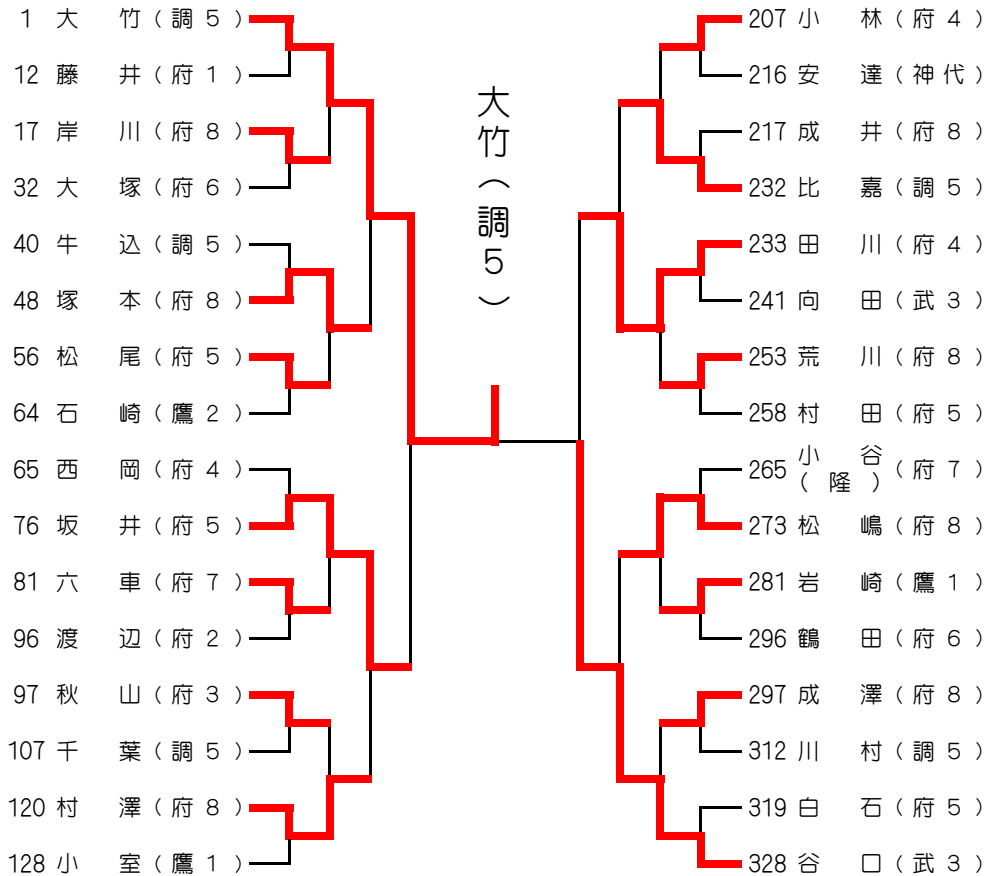 1 大 竹 ( 調 5 )
12 藤 井 ( 府 1 )
17 岸 川 ( 府 8 )
32 大 塚 ( 府 6 )
40 牛 込 ( 調 5 )
48 塚 本 ( 府 8 )
56 松 尾 ( 府 5 )
64 石 崎 ( 鷹 2 )
65 西 岡 ( 府 4 )
76 坂 井 ( 府 5 )
81 六 車 ( 府 7 )
96 渡 辺 ( 府 2 )
97 秋 山 ( 府 3 )
107 千 葉 ( 調 5 )
120 村 澤 ( 府 8 )
128 小 室 ( 鷹 1 )
大竹(調5)
207 小 林 ( 府 4 )
216 安 達 ( 神 代 )
217 成 井 ( 府 8 )
232 比 嘉 ( 調 5 )
233 田 川 ( 府 4 )
241 向 田 ( 武 3 )
253 荒 川 ( 府 8 )
258 村 田 ( 府 5 )
265 小 谷 ( 隆 ) ( 府 7 )
273 松 嶋 ( 府 8 )
281 岩 崎 ( 鷹 1 )
296 鶴 田 ( 府 6 )
297 成 澤 ( 府 8 )
312 川 村 ( 調 5 )
319 白 石 ( 府 5 )
328 谷 口 ( 武 3 )